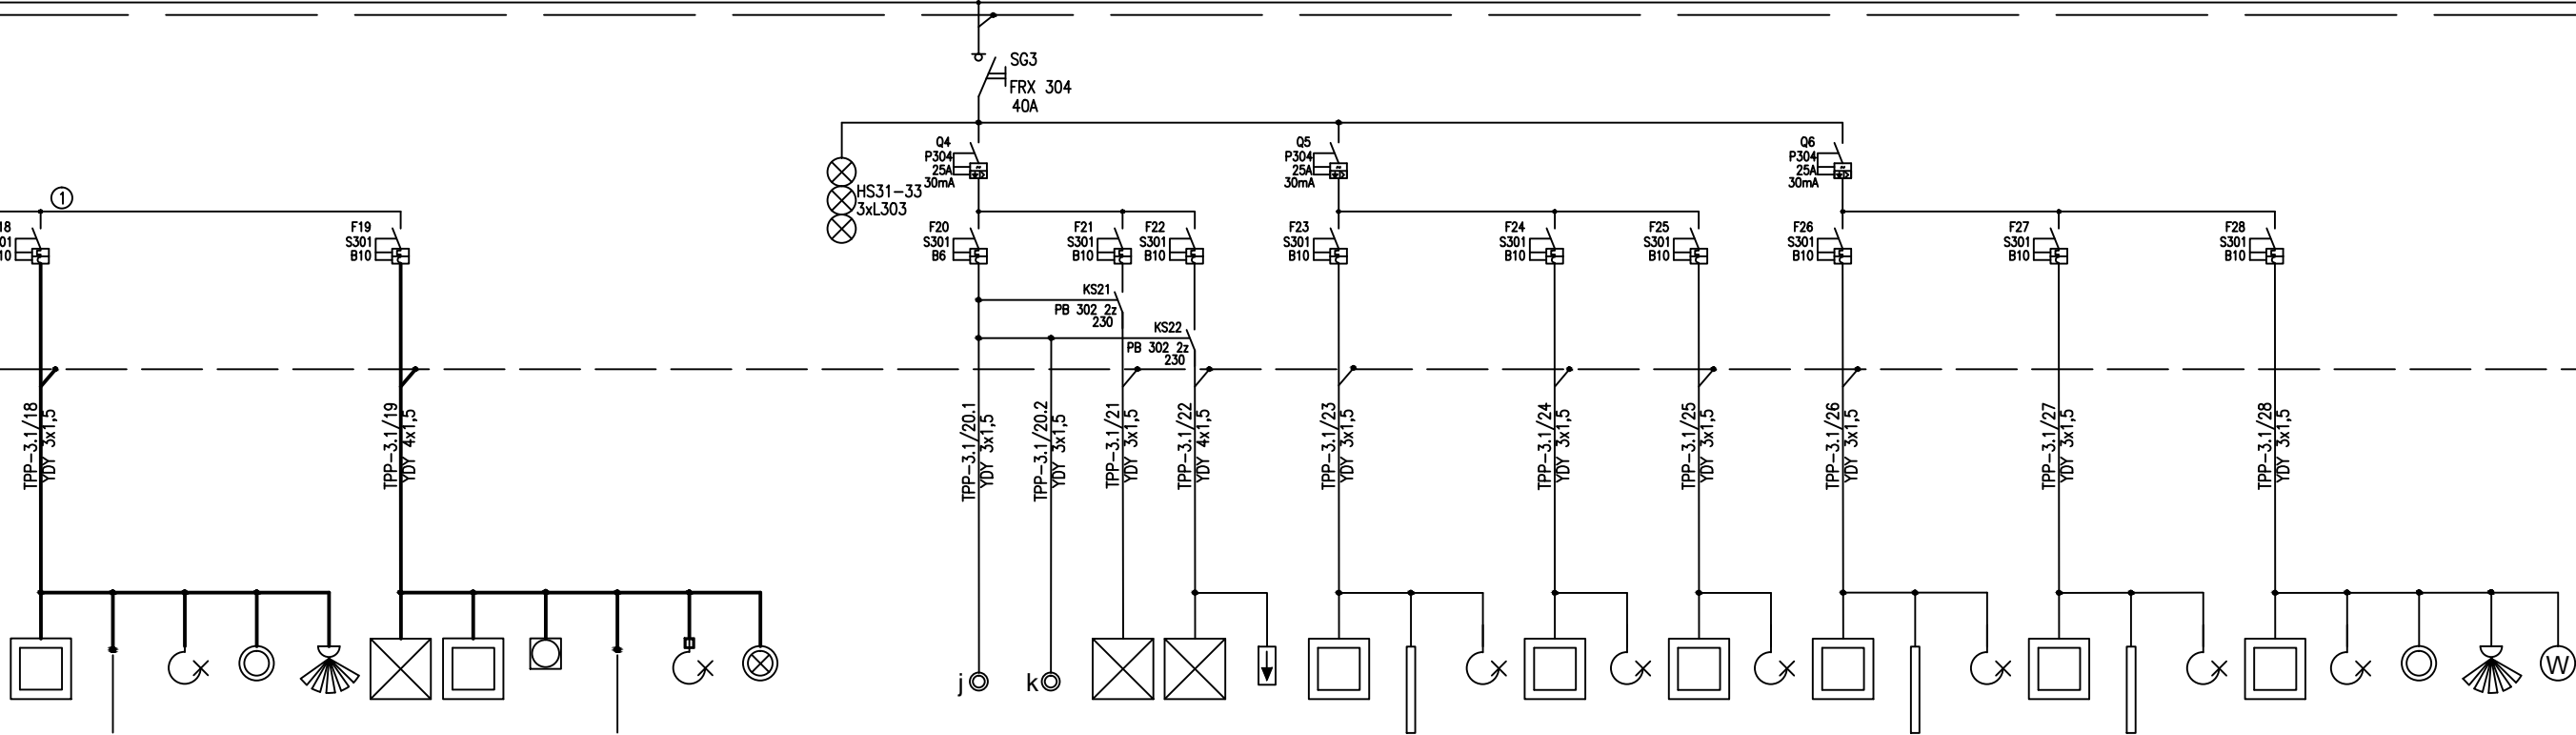 SG3
FRX 304
40A
HS31-33
3xL303
1
18
01
10
F19
S301
B10
Q4
P304
25A
30mA
Q5
P304
25A
30mA
Q6
P304
25A
30mA
F20
S301
B6
F21
S301
B10
F22
S301
B10
F23
S301
B10
F24
S301
B10
F25
S301
B10
F26
S301
B10
F27
S301
B10
F28
S301
B10
KS21
PB 302 2z
230
KS22
PB 302 2z
230
TPP-3.1/18
YDY 3x1,5
TPP-3.1/19
YDY 4x1,5
TPP-3.1/20.1
YDY 3x1,5
TPP-3.1/20.2
YDY 3x1,5
TPP-3.1/21
YDY 3x1,5
TPP-3.1/22
YDY 4x1,5
TPP-3.1/23
YDY 3x1,5
TPP-3.1/24
YDY 3x1,5
TPP-3.1/25
YDY 3x1,5
TPP-3.1/26
YDY 3x1,5
TPP-3.1/27
YDY 3x1,5
TPP-3.1/28
YDY 3x1,5
j
k
W